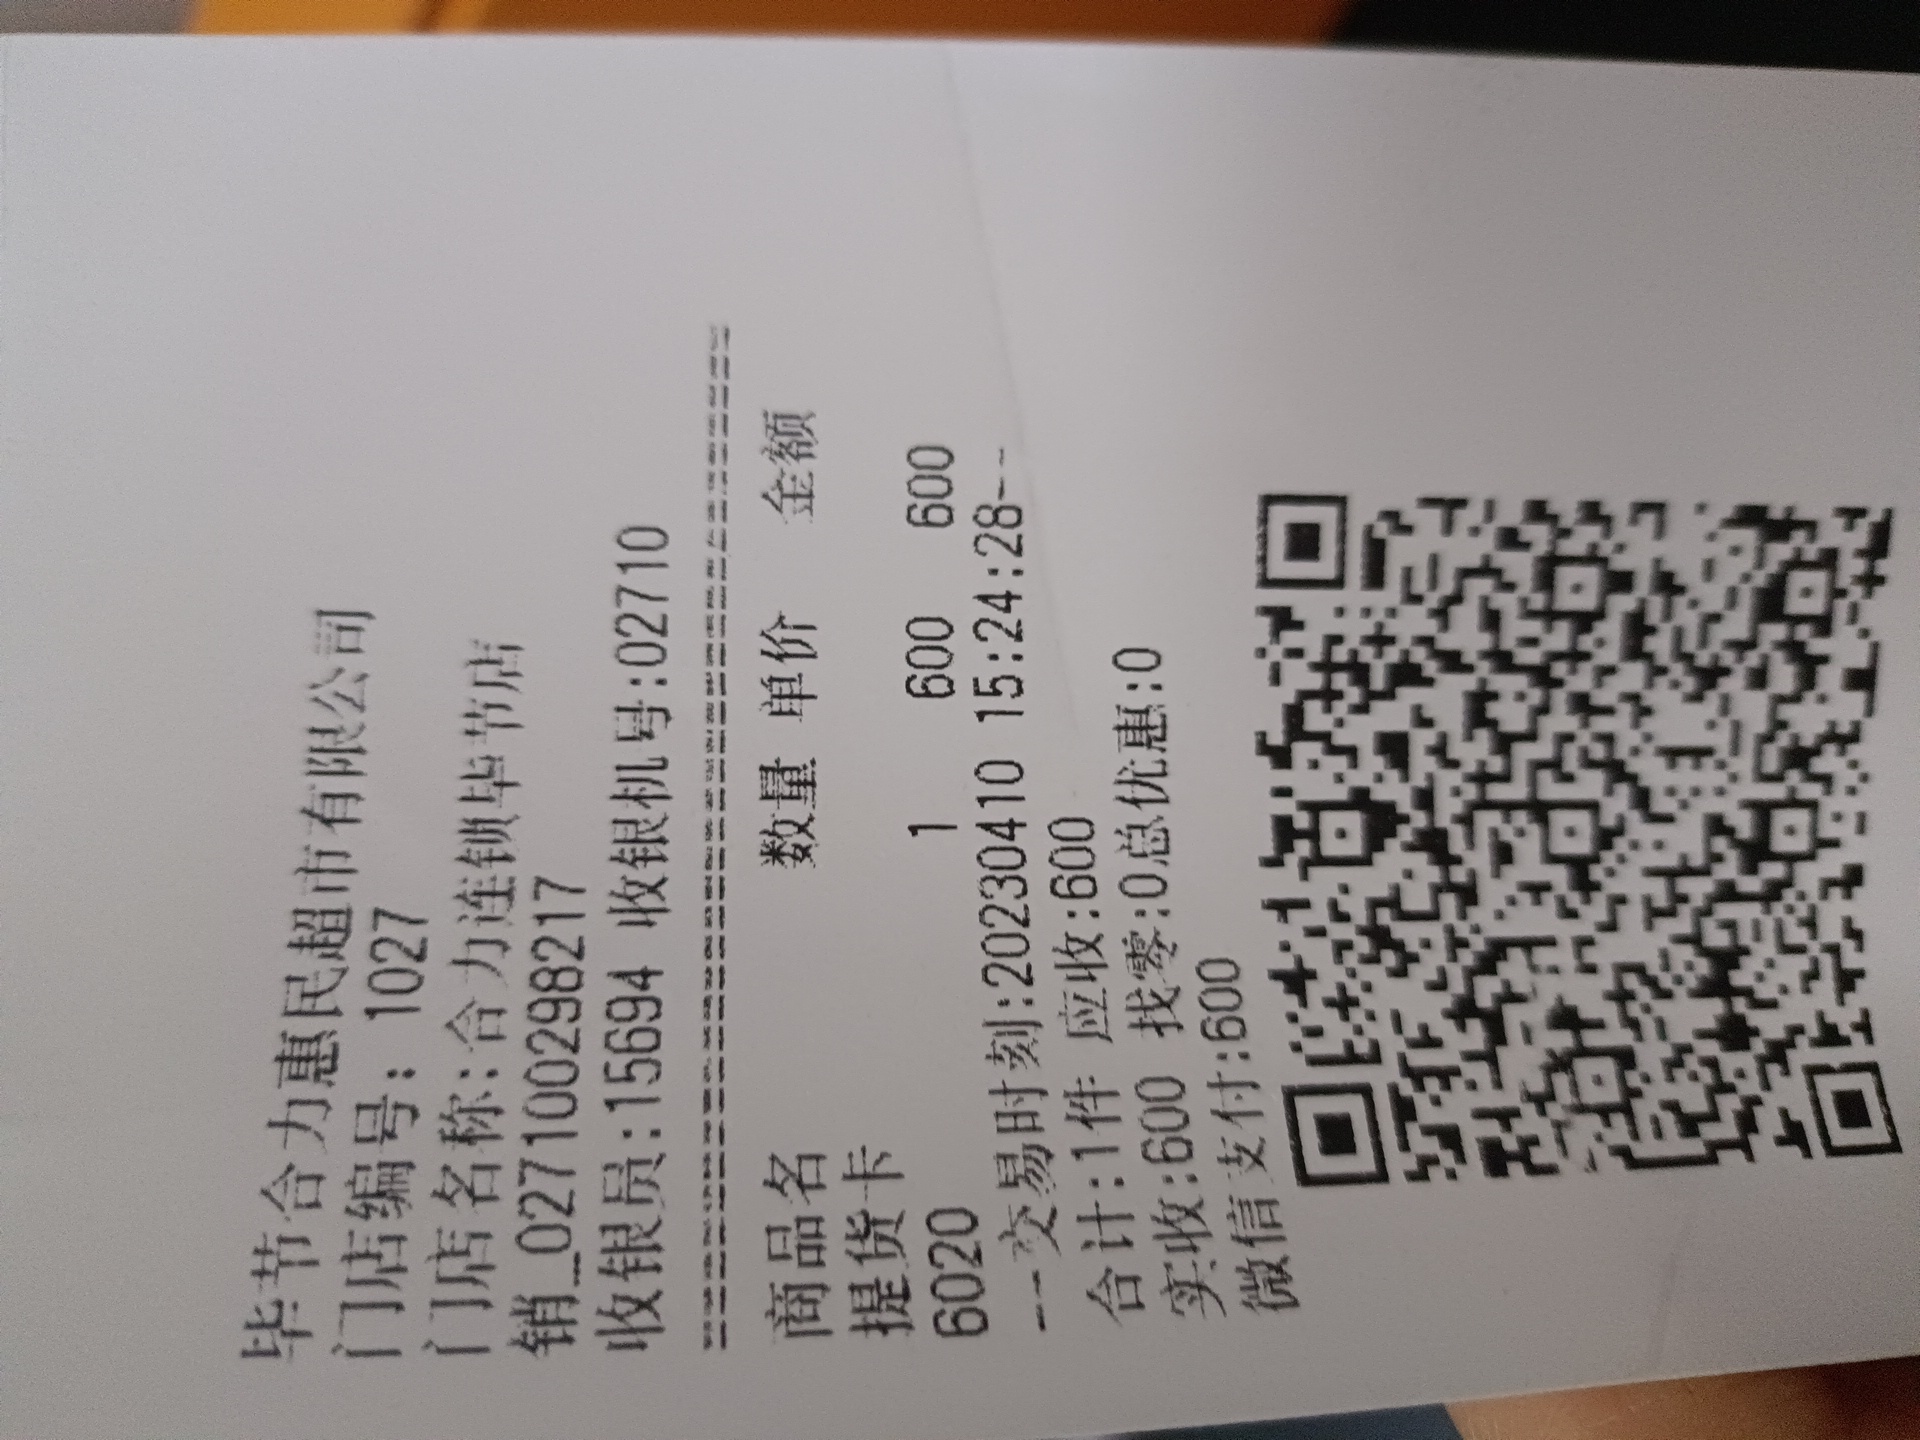 毕节合力惠民超市有限公司
门店编号: 1027
门店名称:合力连锁毕节店
销_027100298217
收银员:15694 收银机号:02710
================================
商品名 数量 单价 金额
提货卡
6020 1 600 600
---交易时刻:20230410 15:24:28---
合计:1件 应收:600
实收:600 找零:0总优惠:0
微信支付:600